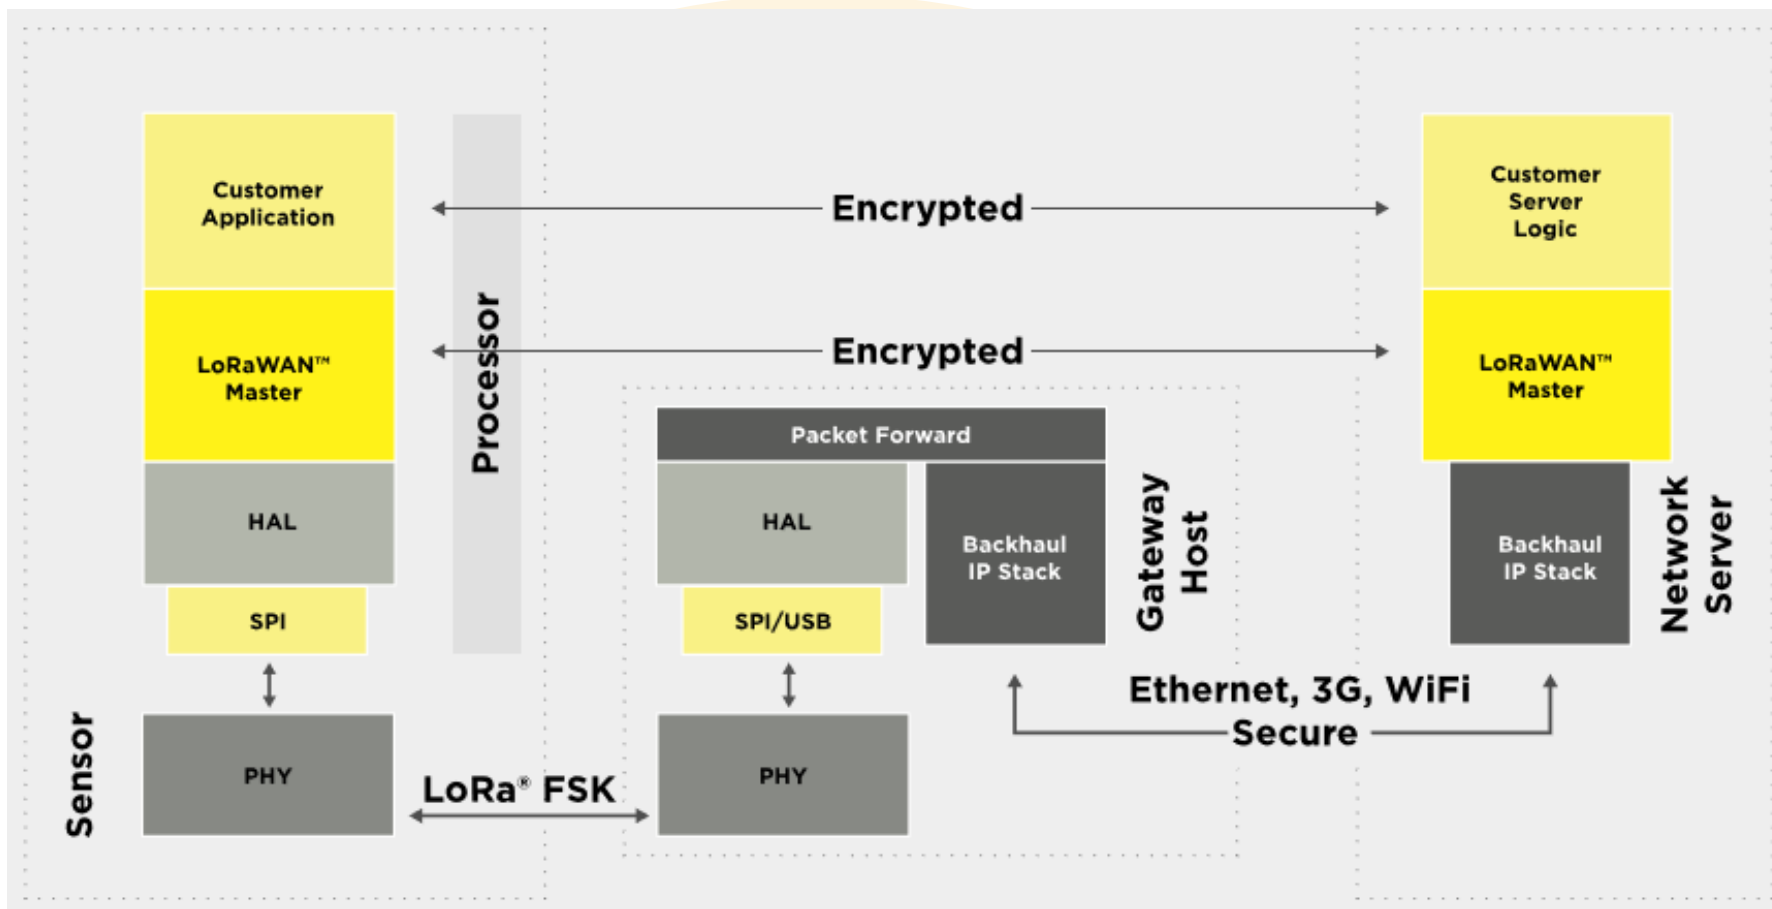 Customer
Application
LoRaWAN™
Master
HAL
SPI
PHY
Sensor
Processor
Encrypted
Encrypted
LoRa® FSK
Packet Forward
HAL
SPI/USB
PHY
Backhaul
IP Stack
Gateway
Host
Ethernet, 3G, WiFi
Secure
Customer
Server
Logic
LoRaWAN™
Master
Backhaul
IP Stack
Network
Server